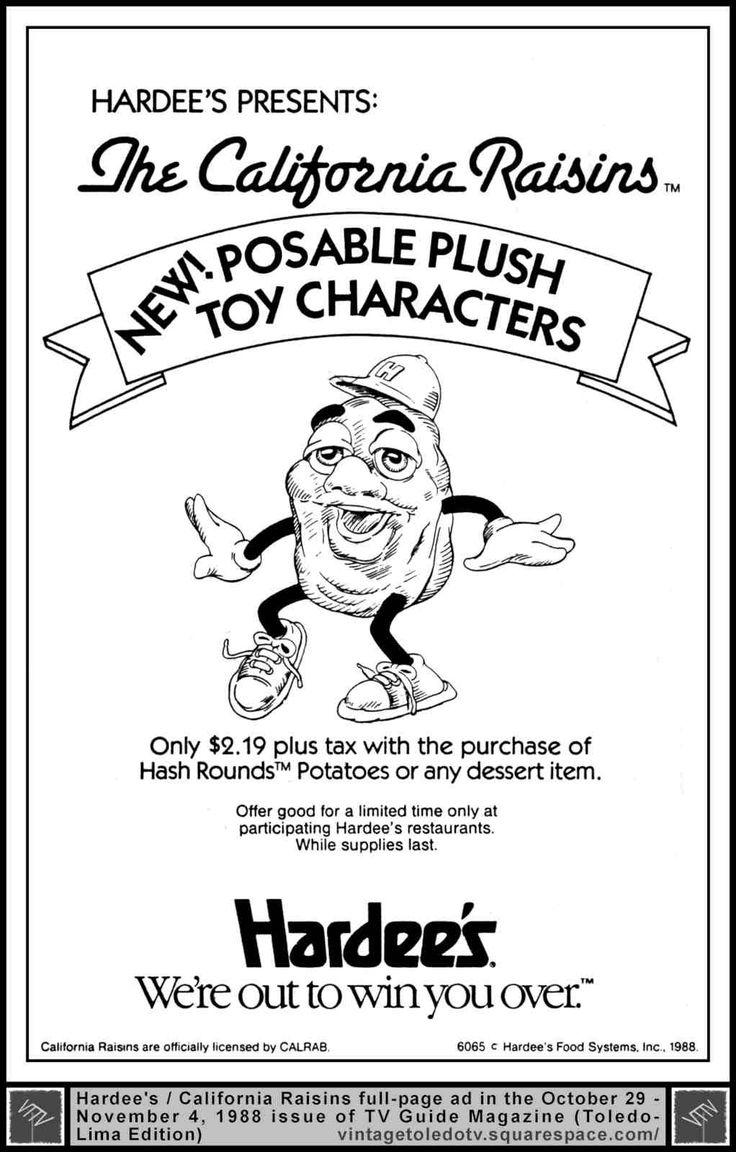 HARDEE'S PRESENTS:
The California Raisins™
NEW! POSABLE PLUSH
TOY CHARACTERS
H
Only $2.19 plus tax with the purchase of
Hash Rounds™ Potatoes or any dessert item.
Offer good for a limited time only at
participating Hardee's restaurants.
While supplies last.
Hardee's.
We're out to win you over.™
California Raisins are officially licensed by CALRAB.
6065 c Hardee's Food Systems, Inc., 1988.
VTTV
Hardee's / California Raisins full-page ad in the October 29 -
November 4, 1988 issue of TV Guide Magazine (Toledo-
Lima Edition)
vintagetoledotv.squarespace.com/
VTTV